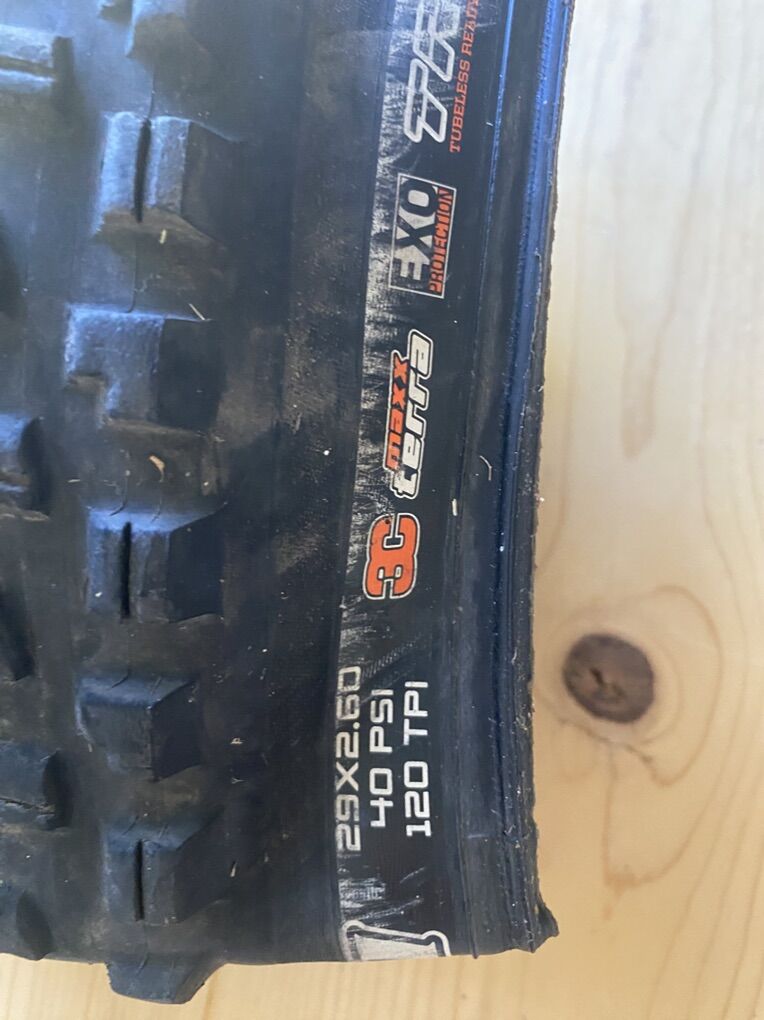 29X2.60
40 PSI
120 TPI
3C
maxx
terra
EXO
PROTECTION
TUBELESS READY